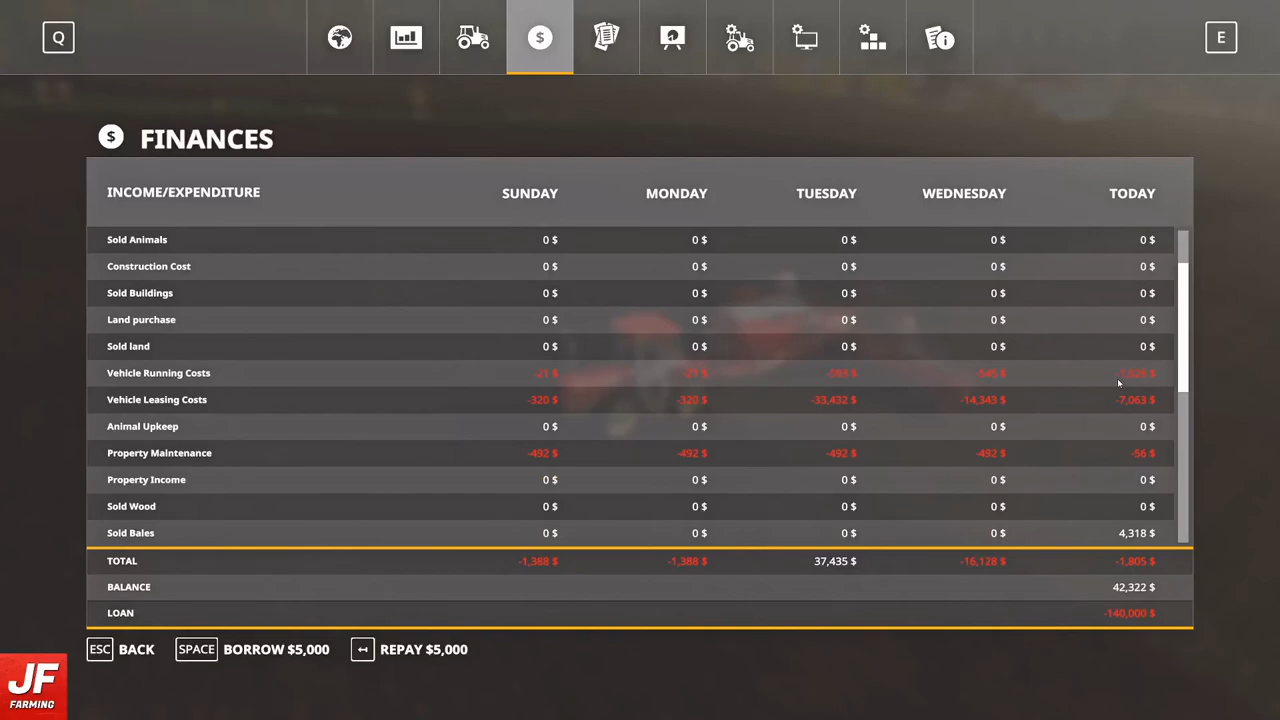 Q
$
E
$ FINANCES
INCOME/EXPENDITURE SUNDAY MONDAY TUESDAY WEDNESDAY TODAY
Sold Animals 0 $ 0 $ 0 $ 0 $ 0 $
Construction Cost 0 $ 0 $ 0 $ 0 $ 0 $
Sold Buildings 0 $ 0 $ 0 $ 0 $ 0 $
Land purchase 0 $ 0 $ 0 $ 0 $ 0 $
Sold land 0 $ 0 $ 0 $ 0 $ 0 $
Vehicle Running Costs -21 $ -21 $ -593 $ -545 $
Vehicle Leasing Costs -320 $ -320 $ -33,432 $ -14,343 $ -7,063 $
Animal Upkeep 0 $ 0 $ 0 $ 0 $ 0 $
Property Maintenance -492 $ -492 $ -492 $ -492 $ -56 $
Property Income 0 $ 0 $ 0 $ 0 $ 0 $
Sold Wood 0 $ 0 $ 0 $ 0 $ 0 $
Sold Bales 0 $ 0 $ 0 $ 0 $ 4,318 $
TOTAL -1,388 $ -1,388 $ 37,435 $ -16,128 $ -1,805 $
BALANCE 42,322 $
LOAN -140,000 $
ESC BACK SPACE BORROW $5,000 REPAY $5,000
JF
FARMING